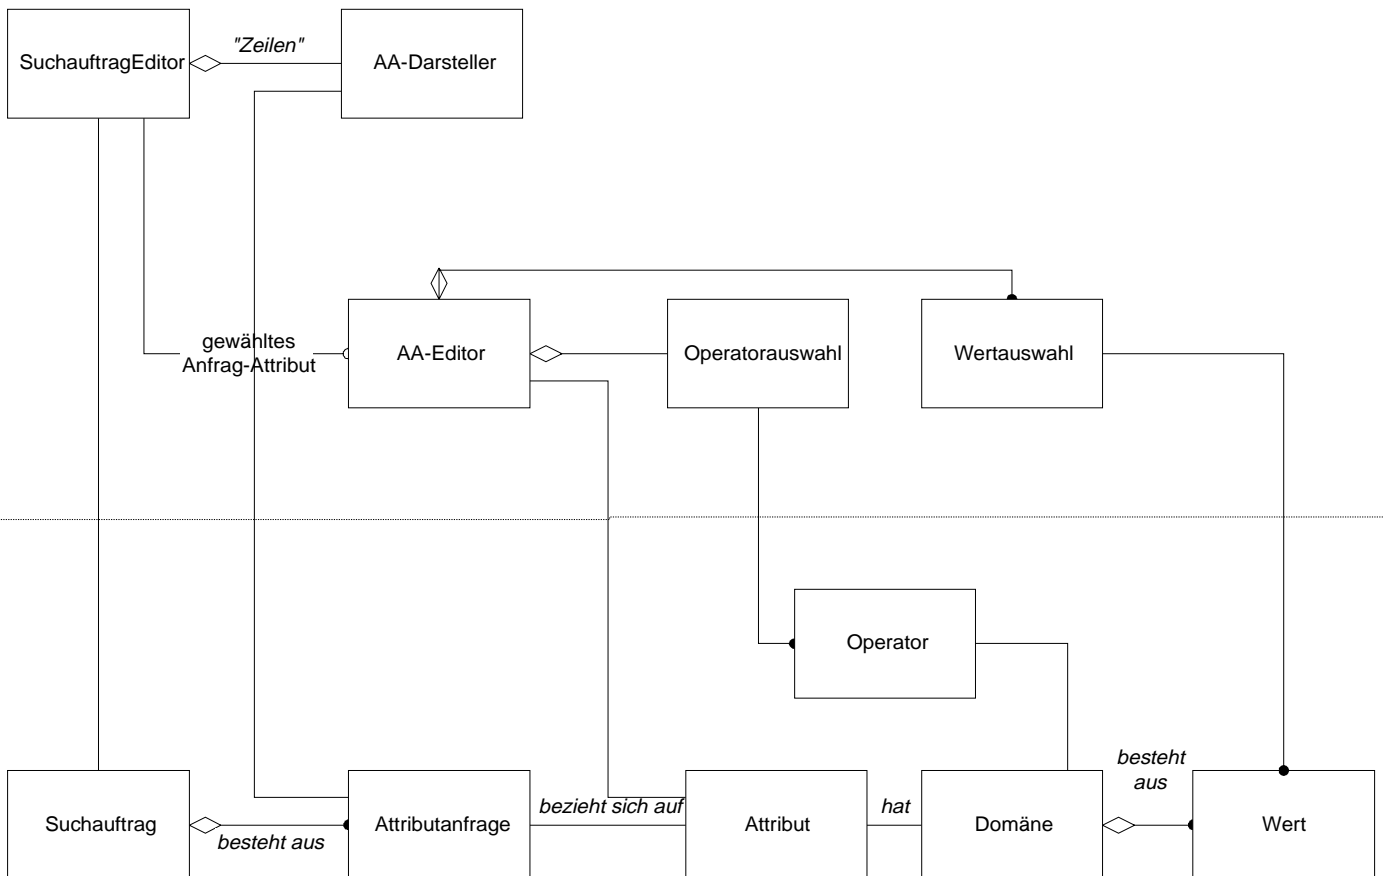 SuchauftragEditor
"Zeilen"
AA-Darsteller
gewähltes
Anfrag-Attribut
AA-Editor
Operatorauswahl
Wertauswahl
Operator
Suchauftrag
besteht aus
Attributanfrage
bezieht sich auf
Attribut
hat
Domäne
besteht
aus
Wert